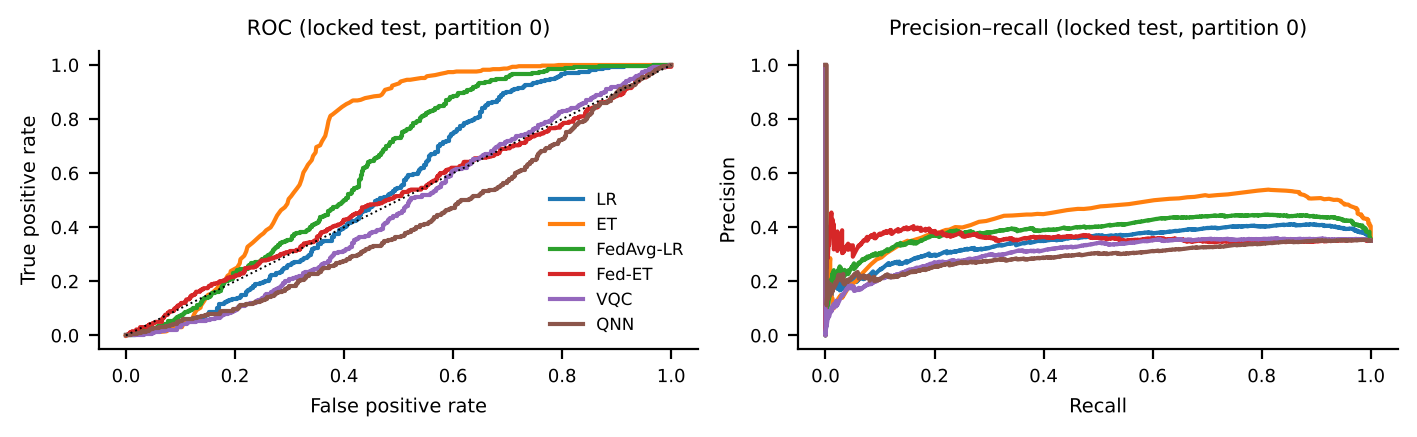 ROC (locked test, partition 0)
True positive rate
1.0
0.8
0.6
0.4
0.2
0.0
LR
ET
FedAvg-LR
Fed-ET
VQC
QNN
0.0 0.2 0.4 0.6 0.8 1.0
False positive rate
Precision–recall (locked test, partition 0)
Precision
1.0
0.8
0.6
0.4
0.2
0.0
0.0 0.2 0.4 0.6 0.8 1.0
Recall